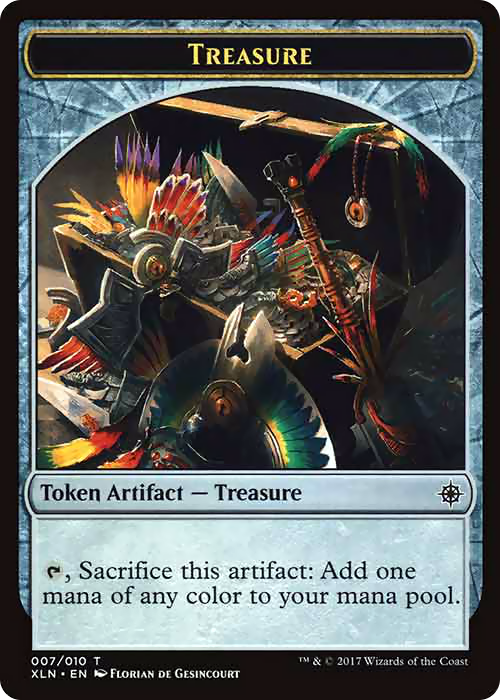 TREASURE
Token Artifact — Treasure
, Sacrifice this artifact: Add one
mana of any color to your mana pool.
007/010 T
XLN • EN FLORIAN DE GESINCOURT
™ & © 2017 Wizards of the Coast